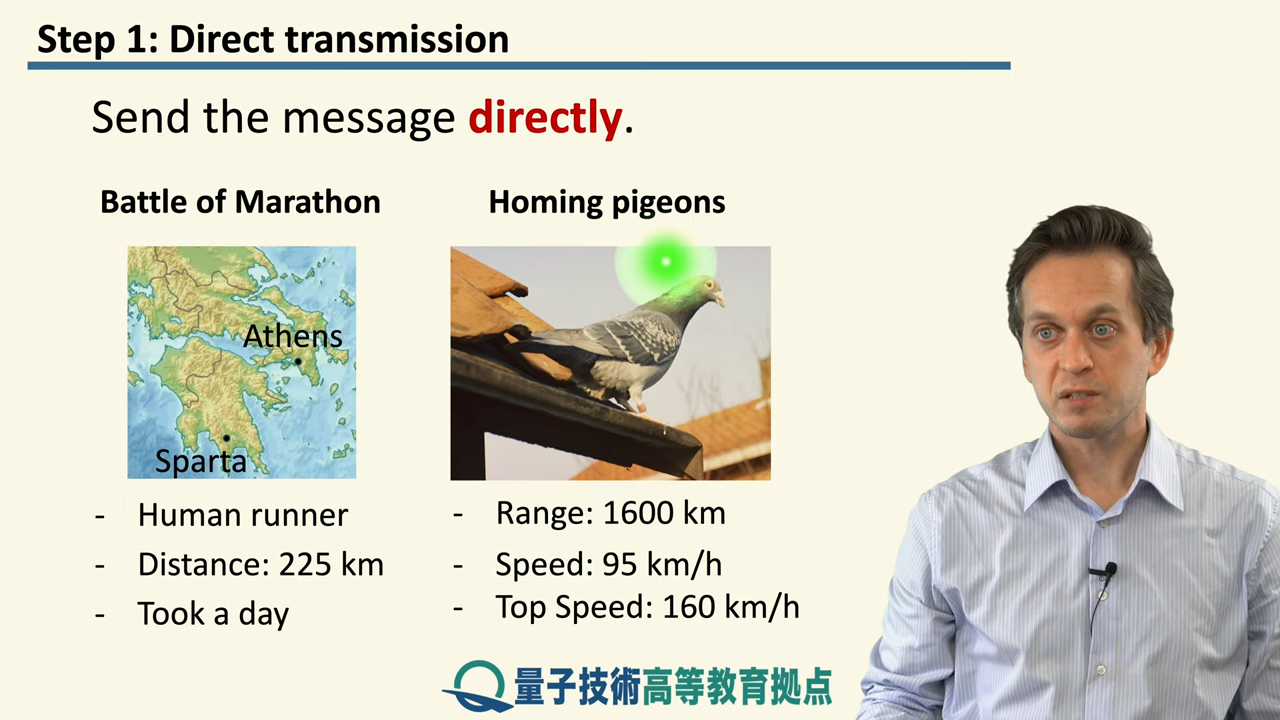 Step 1: Direct transmission
Send the message directly.
Battle of Marathon
Athens
Sparta
- Human runner
- Distance: 225 km
- Took a day
Homing pigeons
- Range: 1600 km
- Speed: 95 km/h
- Top Speed: 160 km/h
量子技術高等教育拠点